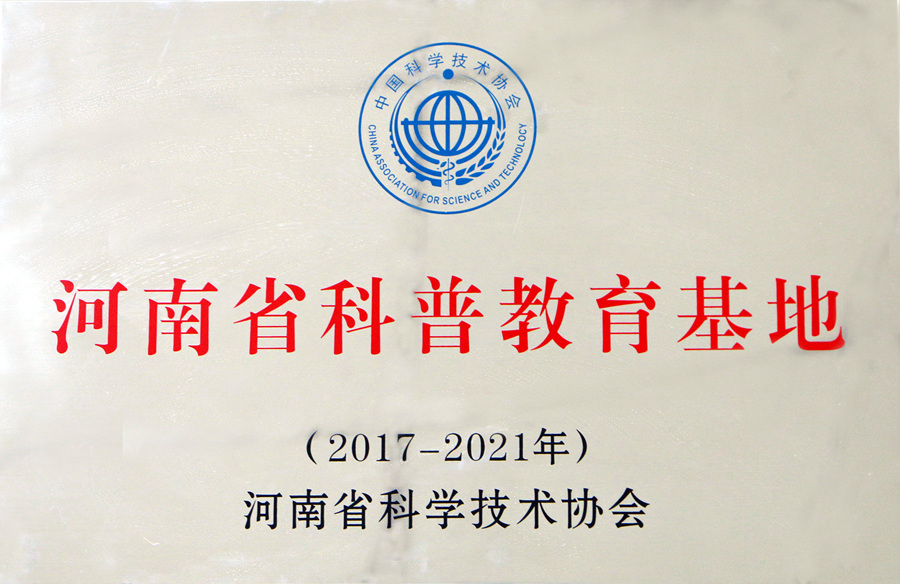 中国科学技术协会
CHINA ASSOCIATION FOR SCIENCE AND TECHNOLOGY
河南省科普教育基地
(2017-2021年)
河南省科学技术协会